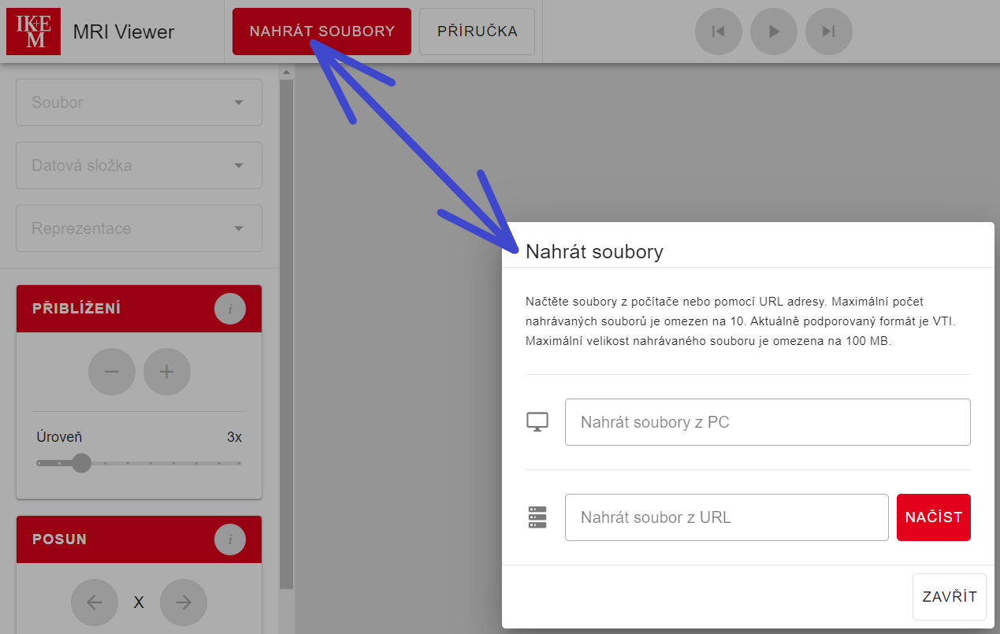 IK+E
M
MRI Viewer
NAHRÁT SOUBORY
PŘÍRUČKA
Soubor
Datová složka
Reprezentace
PŘIBLÍŽENÍ
i
Úroveň
3x
POSUN
i
X
Nahrát soubory
Načtěte soubory z počítače nebo pomocí URL adresy. Maximální počet
nahrávaných souborů je omezen na 10. Aktuálně podporovaný formát je VTI.
Maximální velikost nahrávaného souboru je omezena na 100 MB.
Nahrát soubory z PC
Nahrát soubor z URL
NAČÍST
ZAVŘÍT